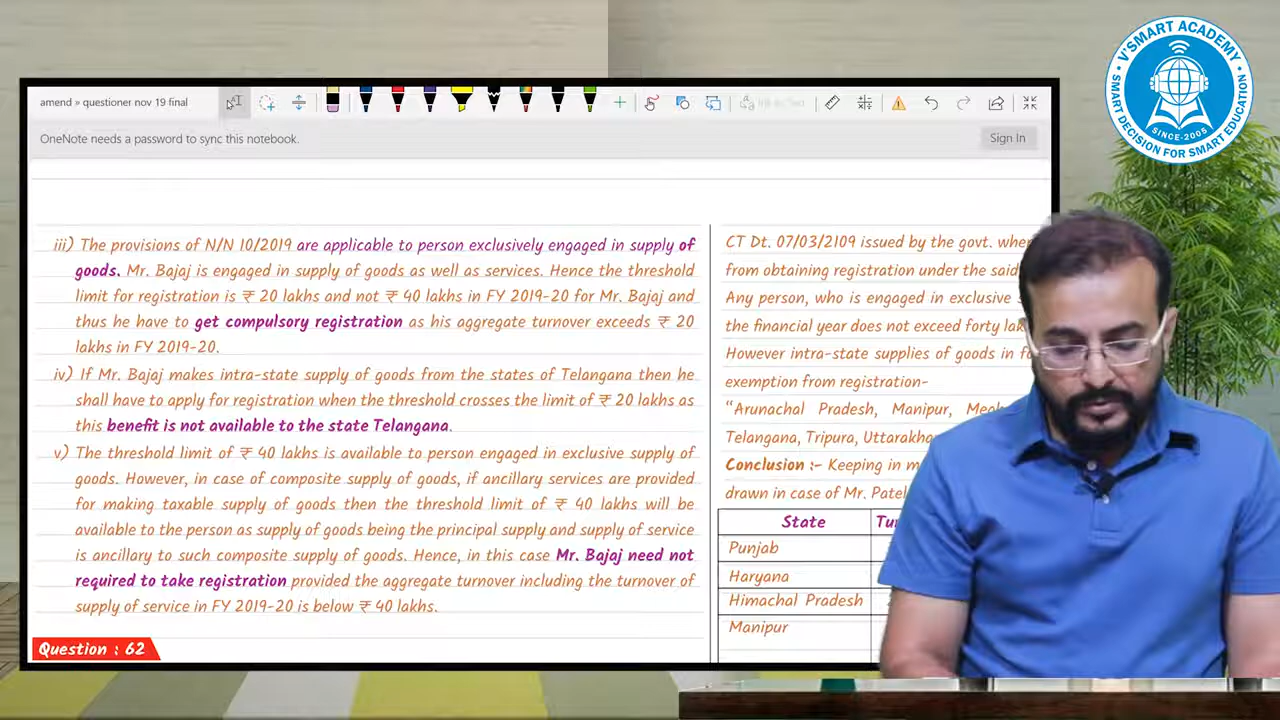 V'SMART ACADEMY
SMART DECISION FOR SMART EDUCATION
SINCE-2005
amend » questioner nov 19 final
Ink to Text
OneNote needs a password to sync this notebook.
Sign In
iii) The provisions of N/N 10/2019 are applicable to person exclusively engaged in supply of
goods. Mr. Bajaj is engaged in supply of goods as well as services. Hence the threshold
limit for registration is ₹ 20 lakhs and not ₹ 40 lakhs in FY 2019-20 for Mr. Bajaj and
thus he have to get compulsory registration as his aggregate turnover exceeds ₹ 20
lakhs in FY 2019-20.
iv) If Mr. Bajaj makes intra-state supply of goods from the states of Telangana then he
shall have to apply for registration when the threshold crosses the limit of ₹ 20 lakhs as
this benefit is not available to the state Telangana.
v) The threshold limit of ₹ 40 lakhs is available to person engaged in exclusive supply of
goods. However, in case of composite supply of goods, if ancillary services are provided
for making taxable supply of goods then the threshold limit of ₹ 40 lakhs will be
available to the person as supply of goods being the principal supply and supply of service
is ancillary to such composite supply of goods. Hence, in this case Mr. Bajaj need not
required to take registration provided the aggregate turnover including the turnover of
supply of service in FY 2019-20 is below ₹ 40 lakhs.
Question : 62
CT Dt. 07/03/2109 issued by the govt.
from obtaining registration under the said
Any person, who is engaged in exclusive
the financial year does not exceed forty
However intra-state supplies of goods in
exemption from registration-
"Arunachal Pradesh, Manipur,
Telangana, Tripura,
Conclusion :- Keeping in
drawn in case of Mr. Patel
State
Punjab
Haryana
Himachal Pradesh
Manipur